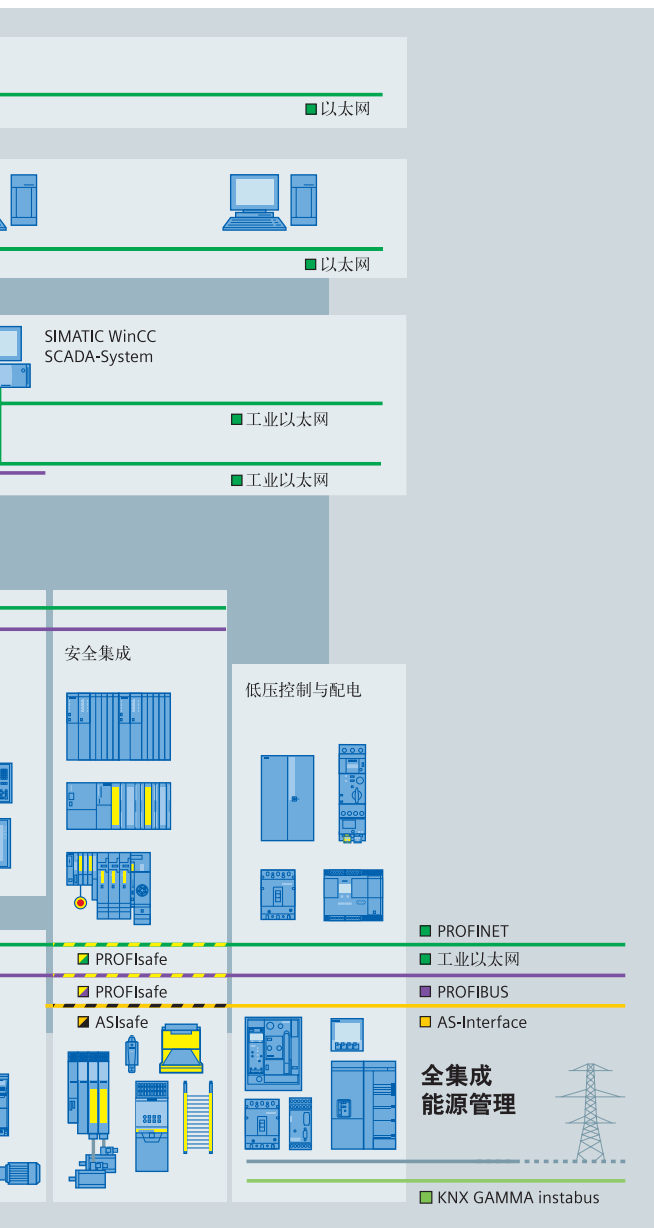 以太网
以太网
SIMATIC WinCC
SCADA-System
工业以太网
工业以太网
安全集成
低压控制与配电
PROFINET
PROFIsafe
工业以太网
PROFIsafe
PROFIBUS
ASIsafe
AS-Interface
全集成
能源管理
KNX GAMMA instabus